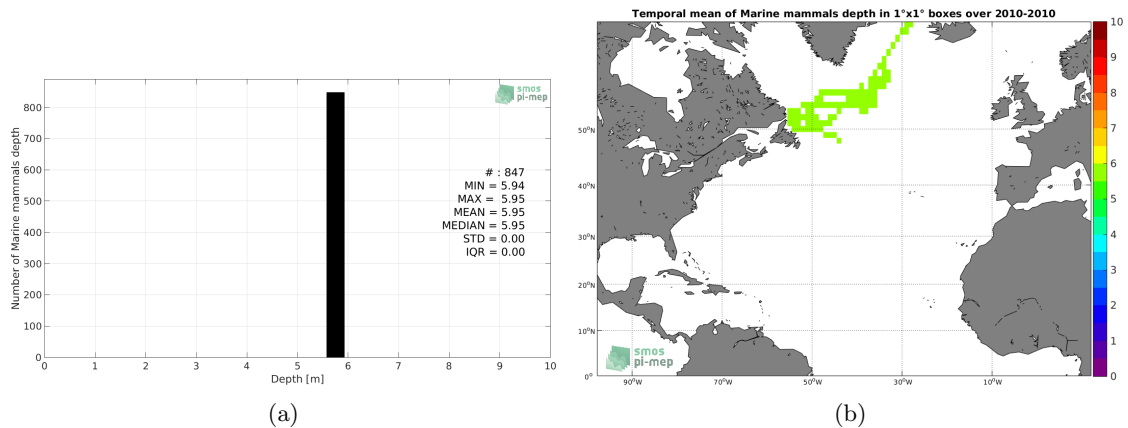 smos
pi-mep
Number of Marine mammals depth
800
700
600
500
400
300
200
100
0
# : 847
MIN = 5.94
MAX = 5.95
MEAN = 5.95
MEDIAN = 5.95
STD = 0.00
IQR = 0.00
0 1 2 3 4 5 6 7 8 9 10
Depth [m]
(a)
Temporal mean of Marine mammals depth in 1°x1° boxes over 2010-2010
50°N
40°N
30°N
20°N
10°N
0°
90°W 70°W 50°W 30°W 10°W
smos
pi-mep
10
9
8
7
6
5
4
3
2
1
0
(b)